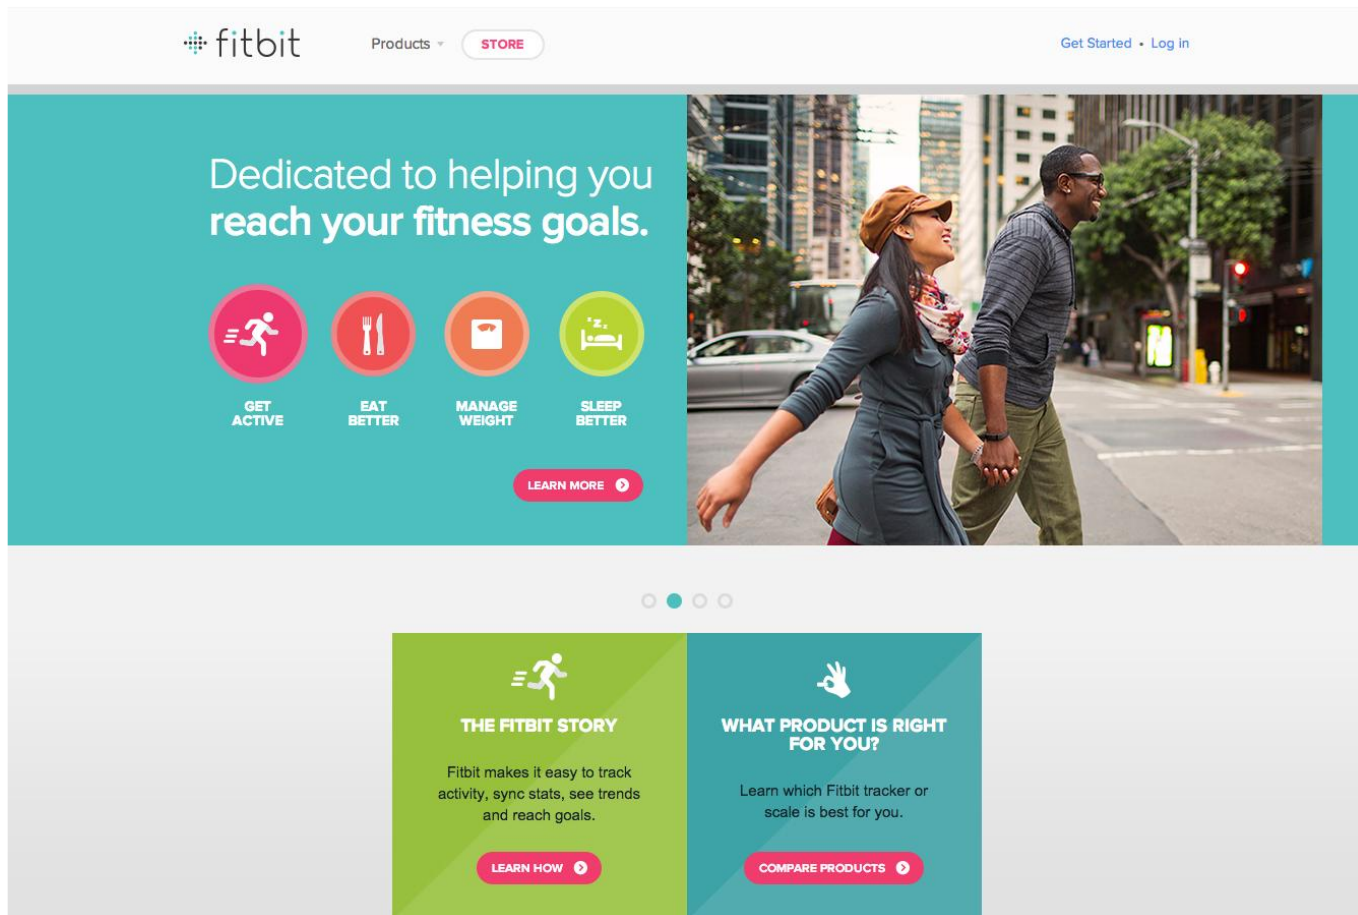 fitbit
Products
STORE
Get Started • Log in
Dedicated to helping you
reach your fitness goals.
GET
ACTIVE
EAT
BETTER
MANAGE
WEIGHT
zzz
SLEEP
BETTER
LEARN MORE
THE FITBIT STORY
Fitbit makes it easy to track
activity, sync stats, see trends
and reach goals.
LEARN HOW
WHAT PRODUCT IS RIGHT
FOR YOU?
Learn which Fitbit tracker or
scale is best for you.
COMPARE PRODUCTS